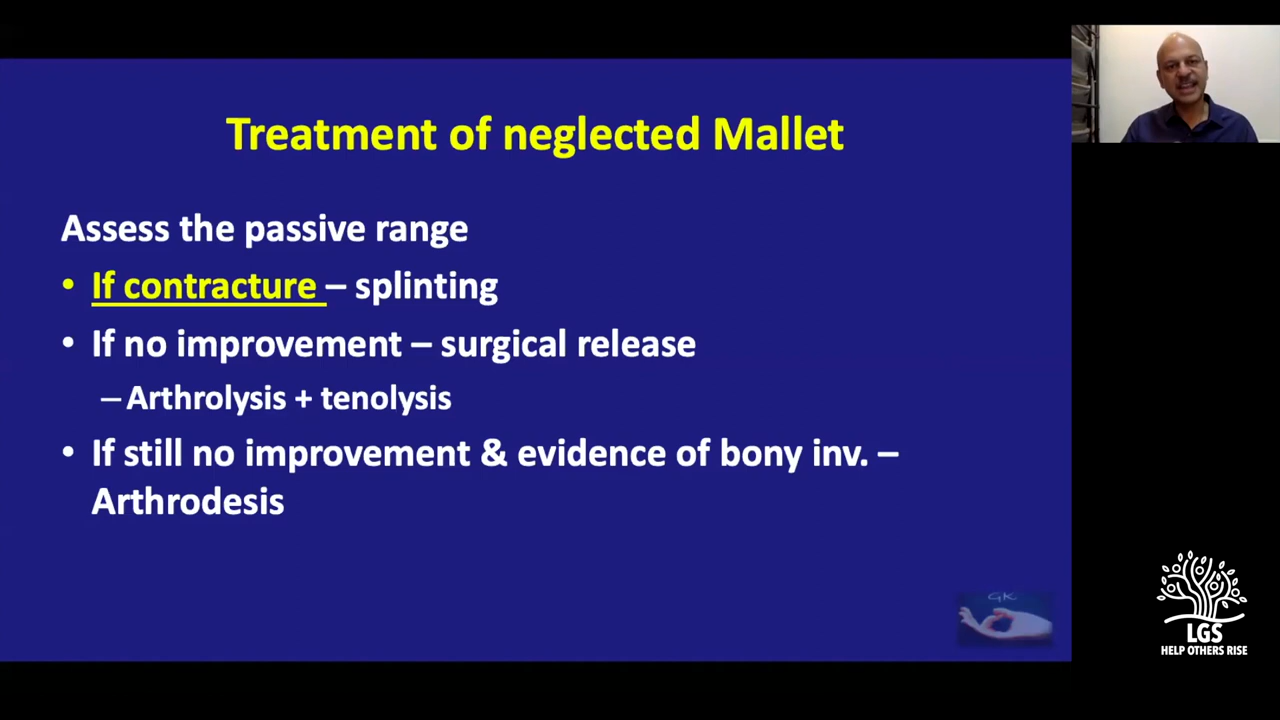 Treatment of neglected Mallet
Assess the passive range
• If contracture – splinting
• If no improvement – surgical release
– Arthrolysis + tenolysis
• If still no improvement & evidence of bony inv. –
Arthrodesis
GK
LGS
HELP OTHERS RISE